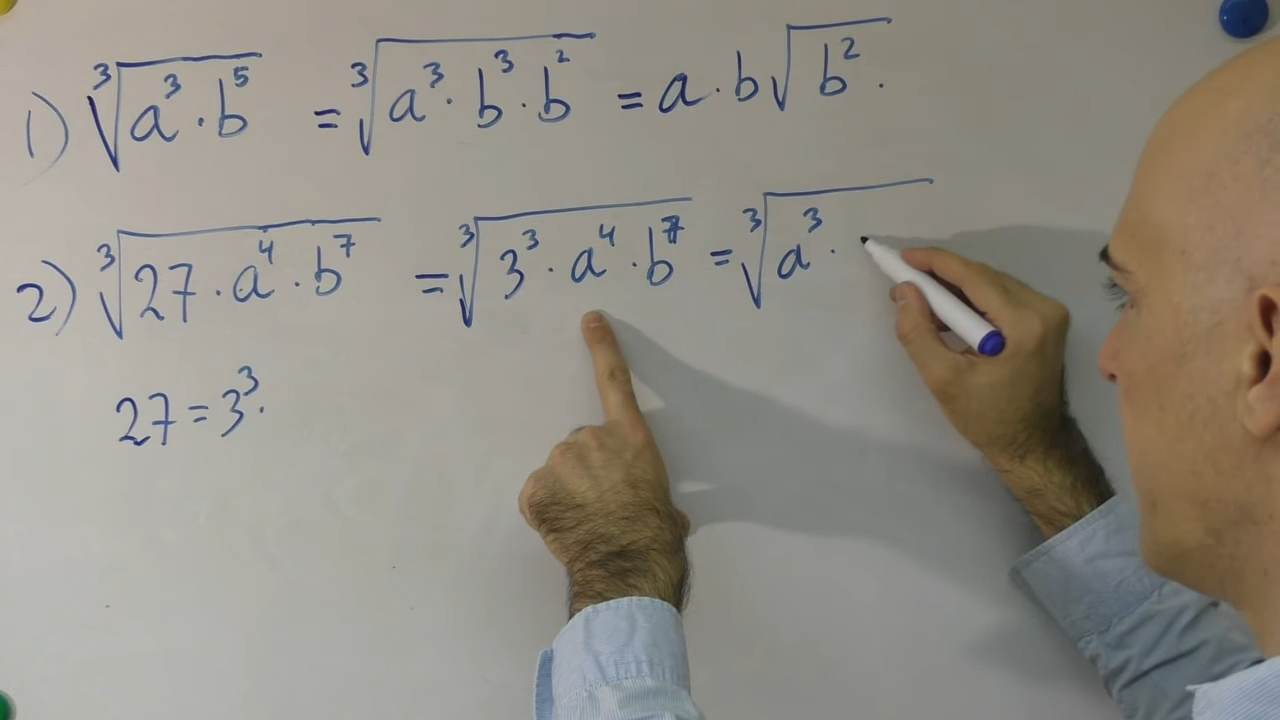 1) ∛(a³·b⁵) = ∛(a³·b³·b²) = a·b√(b²).
2) ∛(27·a⁴·b⁷) = ∛(3³·a⁴·b⁷) = ∛(a³·
27=3³.